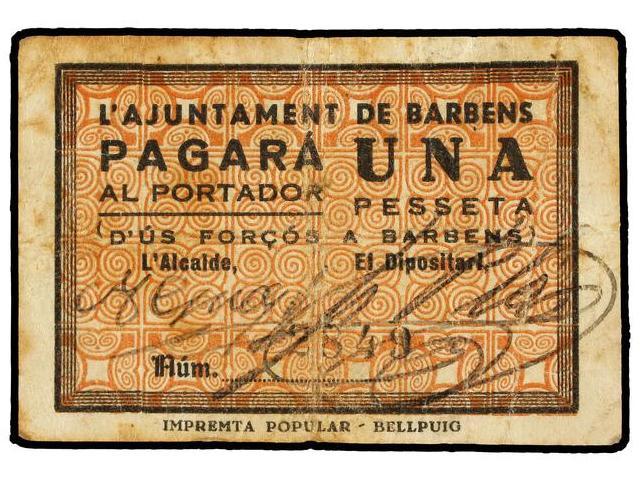 L'AJUNTAMENT DE BARBENS
PAGARÁ UNA
AL PORTADOR PESSETA
(D'ÚS FORÇÓS A BARBENS)
L'Alcalde, El Dipositari,
Núm.
IMPREMTA POPULAR - BELLPUIG